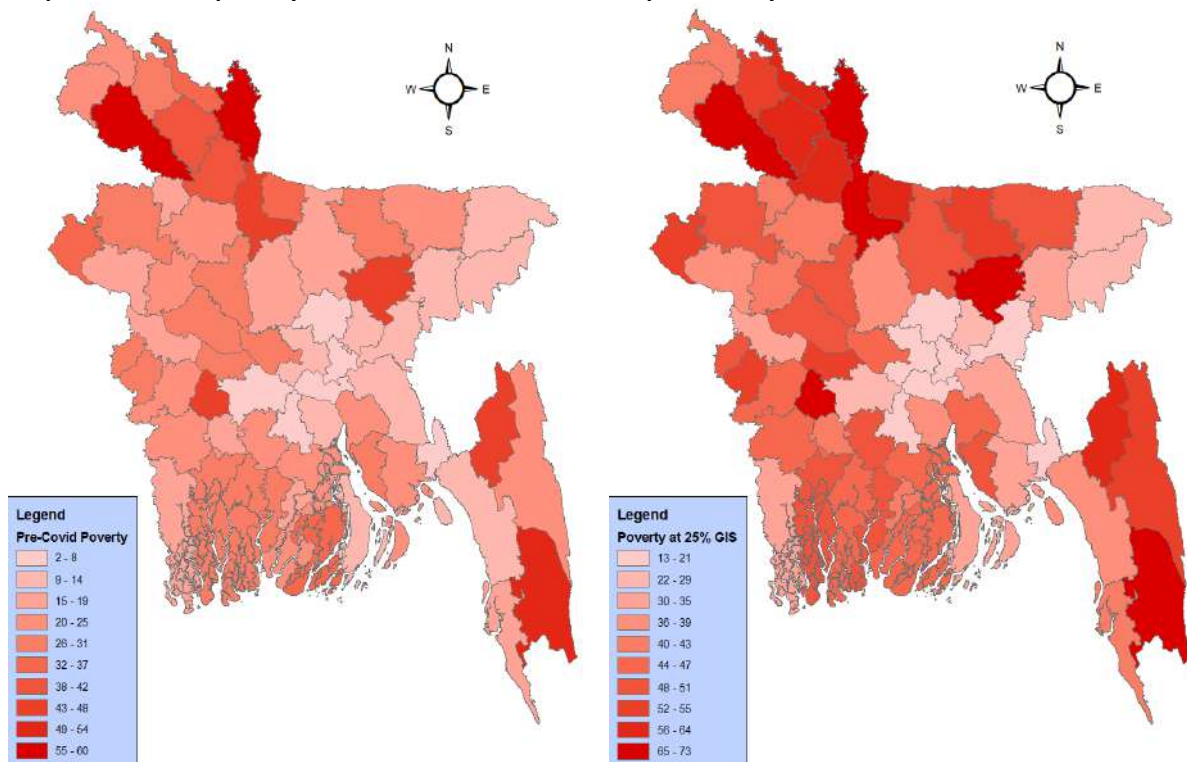 N
W E
S
Legend
Pre-Covid Poverty
2 - 8
9 - 14
15 - 19
20 - 25
26 - 31
32 - 37
38 - 42
43 - 48
49 - 54
55 - 60
N
W E
S
Legend
Poverty at 25% GIS
13 - 21
22 - 29
30 - 35
36 - 39
40 - 43
44 - 47
48 - 51
52 - 55
56 - 64
65 - 73